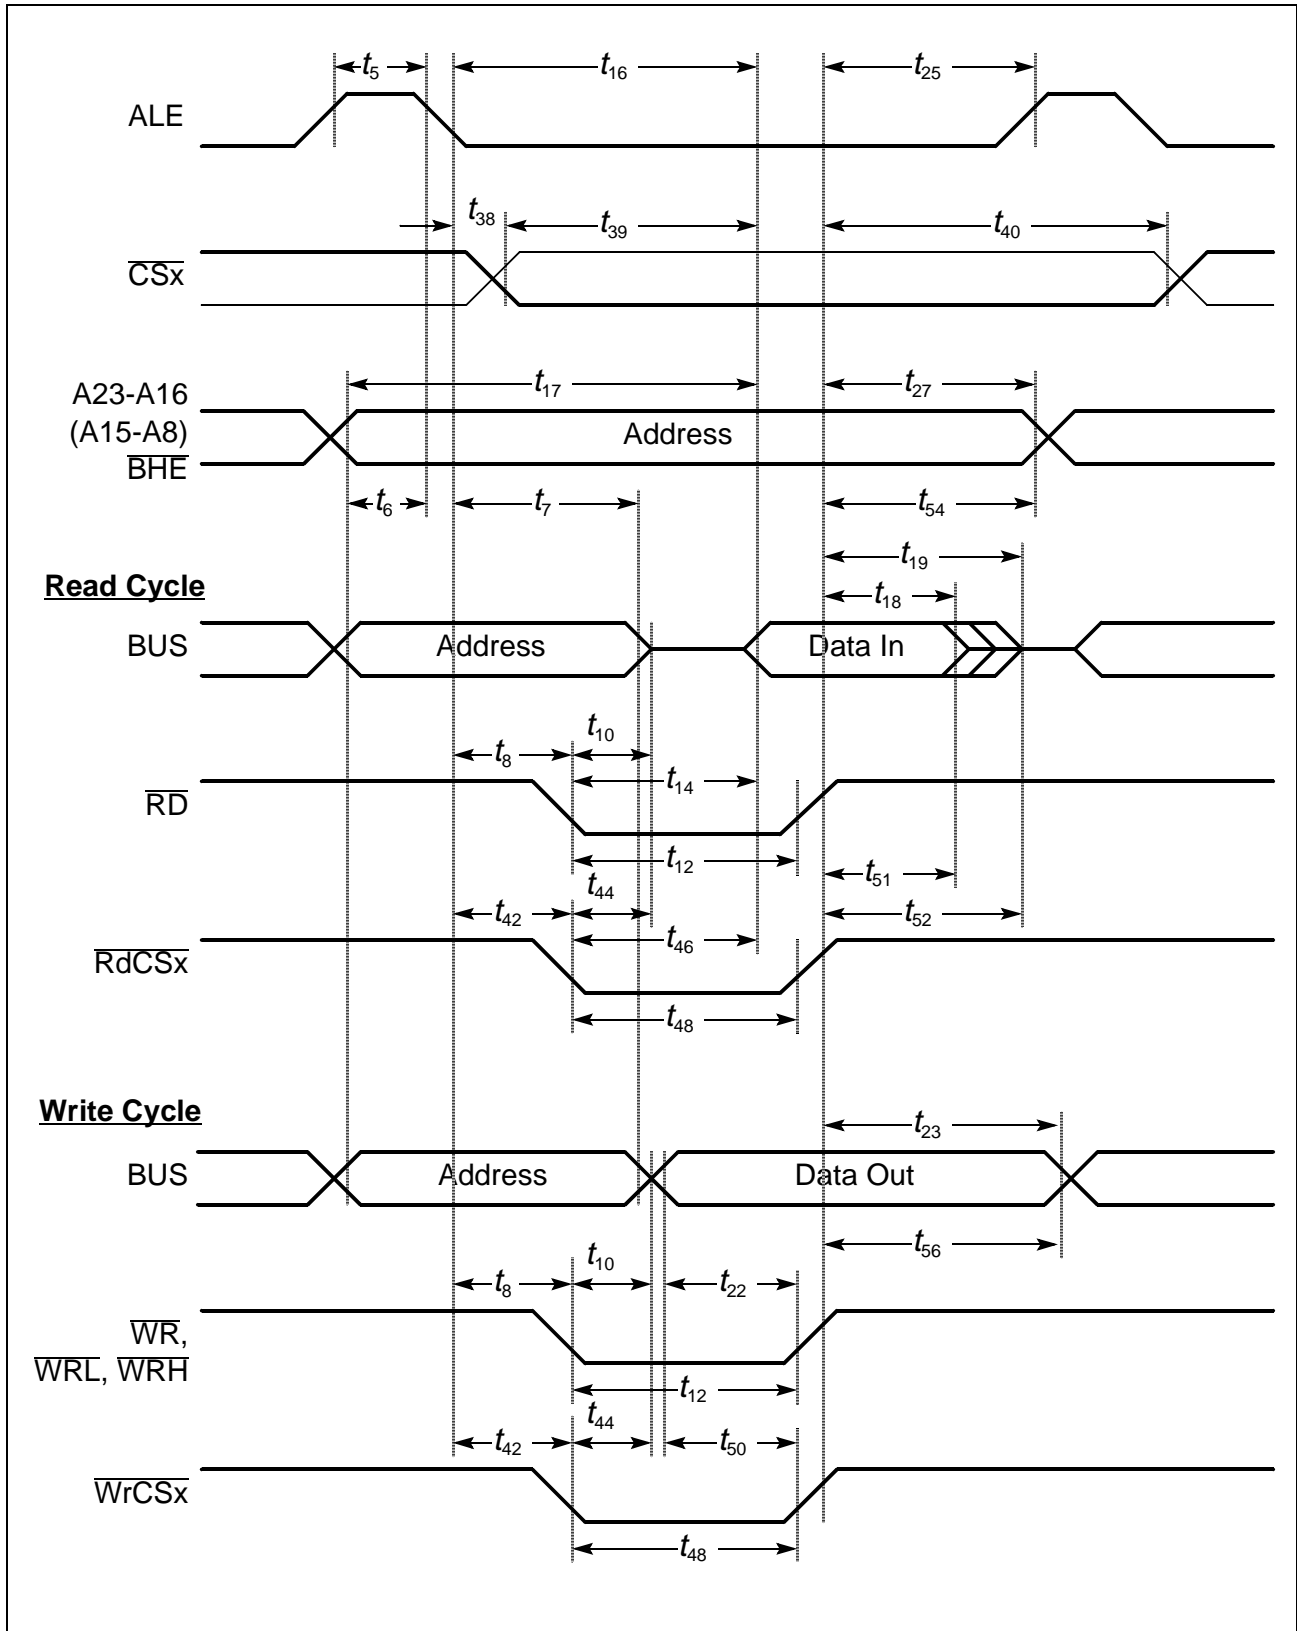 t5 t16 t25
ALE
t38 t39 t40
CSx
t17 t27
A23-A16
(A15-A8) Address
BHE
t6 t7 t54
t19
Read Cycle
t18
BUS Address Data In
t10
t8
t14
RD
t12
t51
t44
t42 t52
t46
RdCSx
t48
Write Cycle
t23
BUS Address Data Out
t56
t10
t8 t22
WR,
WRL, WRH
t12
t44
t42 t50
WrCSx
t48